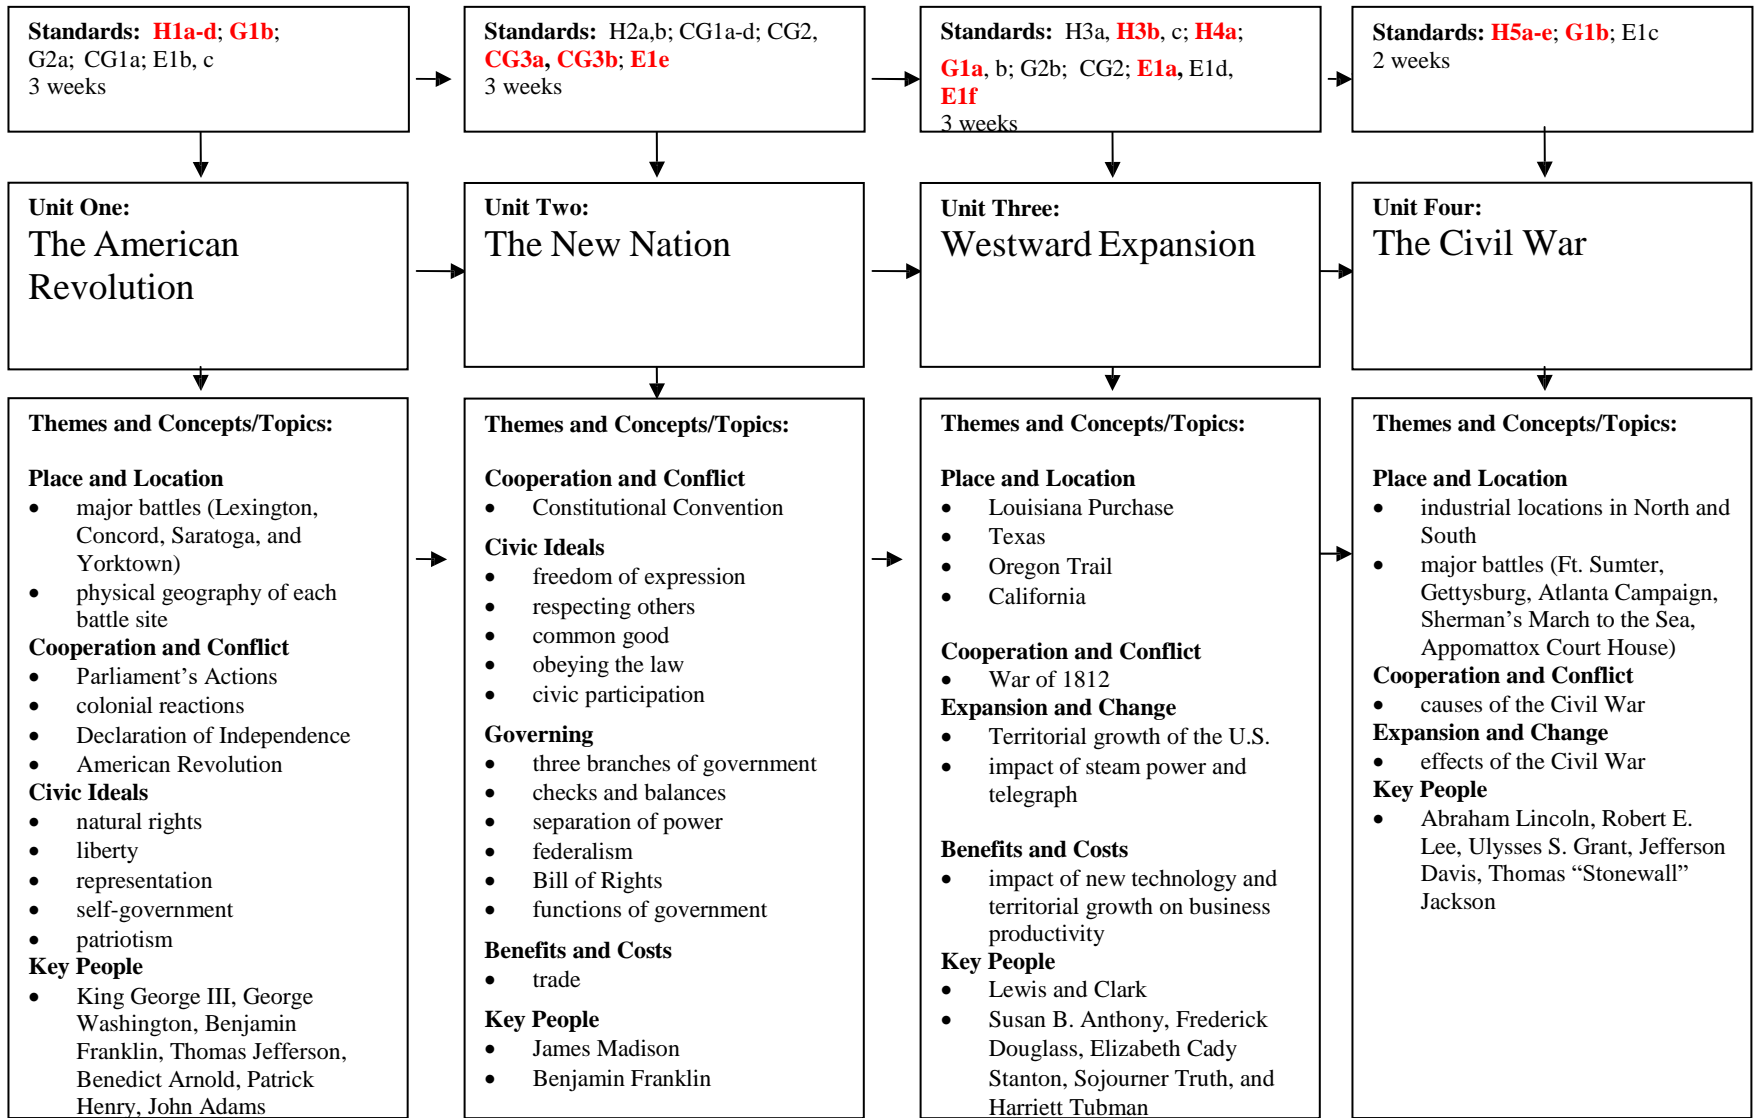 Standards: H1a-d; G1b;
G2a; CG1a; E1b, c
3 weeks
Standards: H2a,b; CG1a-d; CG2,
CG3a, CG3b; E1e
3 weeks
Standards: H3a, H3b, c; H4a;
G1a, b; G2b; CG2; E1a, E1d,
E1f
3 weeks
Standards: H5a-e; G1b; E1c
2 weeks
Unit One:
The American
Revolution
Unit Two:
The New Nation
Unit Three:
Westward Expansion
Unit Four:
The Civil War
Themes and Concepts/Topics:
Place and Location
• major battles (Lexington,
Concord, Saratoga, and
Yorktown)
• physical geography of each
battle site
Cooperation and Conflict
• Parliament's Actions
• colonial reactions
• Declaration of Independence
• American Revolution
Civic Ideals
• natural rights
• liberty
• representation
• self-government
• patriotism
Key People
• King George III, George
Washington, Benjamin
Franklin, Thomas Jefferson,
Benedict Arnold, Patrick
Henry, John Adams
Themes and Concepts/Topics:
Cooperation and Conflict
• Constitutional Convention
Civic Ideals
• freedom of expression
• respecting others
• common good
• obeying the law
• civic participation
Governing
• three branches of government
• checks and balances
• separation of power
• federalism
• Bill of Rights
• functions of government
Benefits and Costs
• trade
Key People
• James Madison
• Benjamin Franklin
Themes and Concepts/Topics:
Place and Location
• Louisiana Purchase
• Texas
• Oregon Trail
• California
Cooperation and Conflict
• War of 1812
Expansion and Change
• Territorial growth of the U.S.
• impact of steam power and
telegraph
Benefits and Costs
• impact of new technology and
territorial growth on business
productivity
Key People
• Lewis and Clark
• Susan B. Anthony, Frederick
Douglass, Elizabeth Cady
Stanton, Sojourner Truth, and
Harriett Tubman
Themes and Concepts/Topics:
Place and Location
• industrial locations in North and
South
• major battles (Ft. Sumter,
Gettysburg, Atlanta Campaign,
Sherman's March to the Sea,
Appomattox Court House)
Cooperation and Conflict
• causes of the Civil War
Expansion and Change
• effects of the Civil War
Key People
• Abraham Lincoln, Robert E.
Lee, Ulysses S. Grant, Jefferson
Davis, Thomas "Stonewall"
Jackson